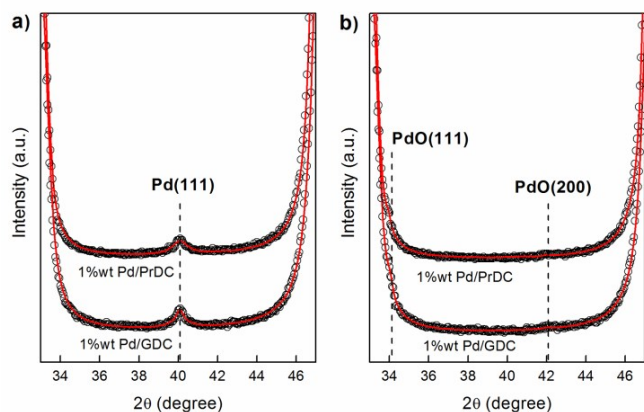 a)
Intensity (a.u.)
Pd(111)
1%wt Pd/PrDC
1%wt Pd/GDC
34 36 38 40 42 44 46
2θ (degree)
b)
Intensity (a.u.)
PdO(111)
PdO(200)
1%wt Pd/PrDC
1%wt Pd/GDC
34 36 38 40 42 44 46
2θ (degree)